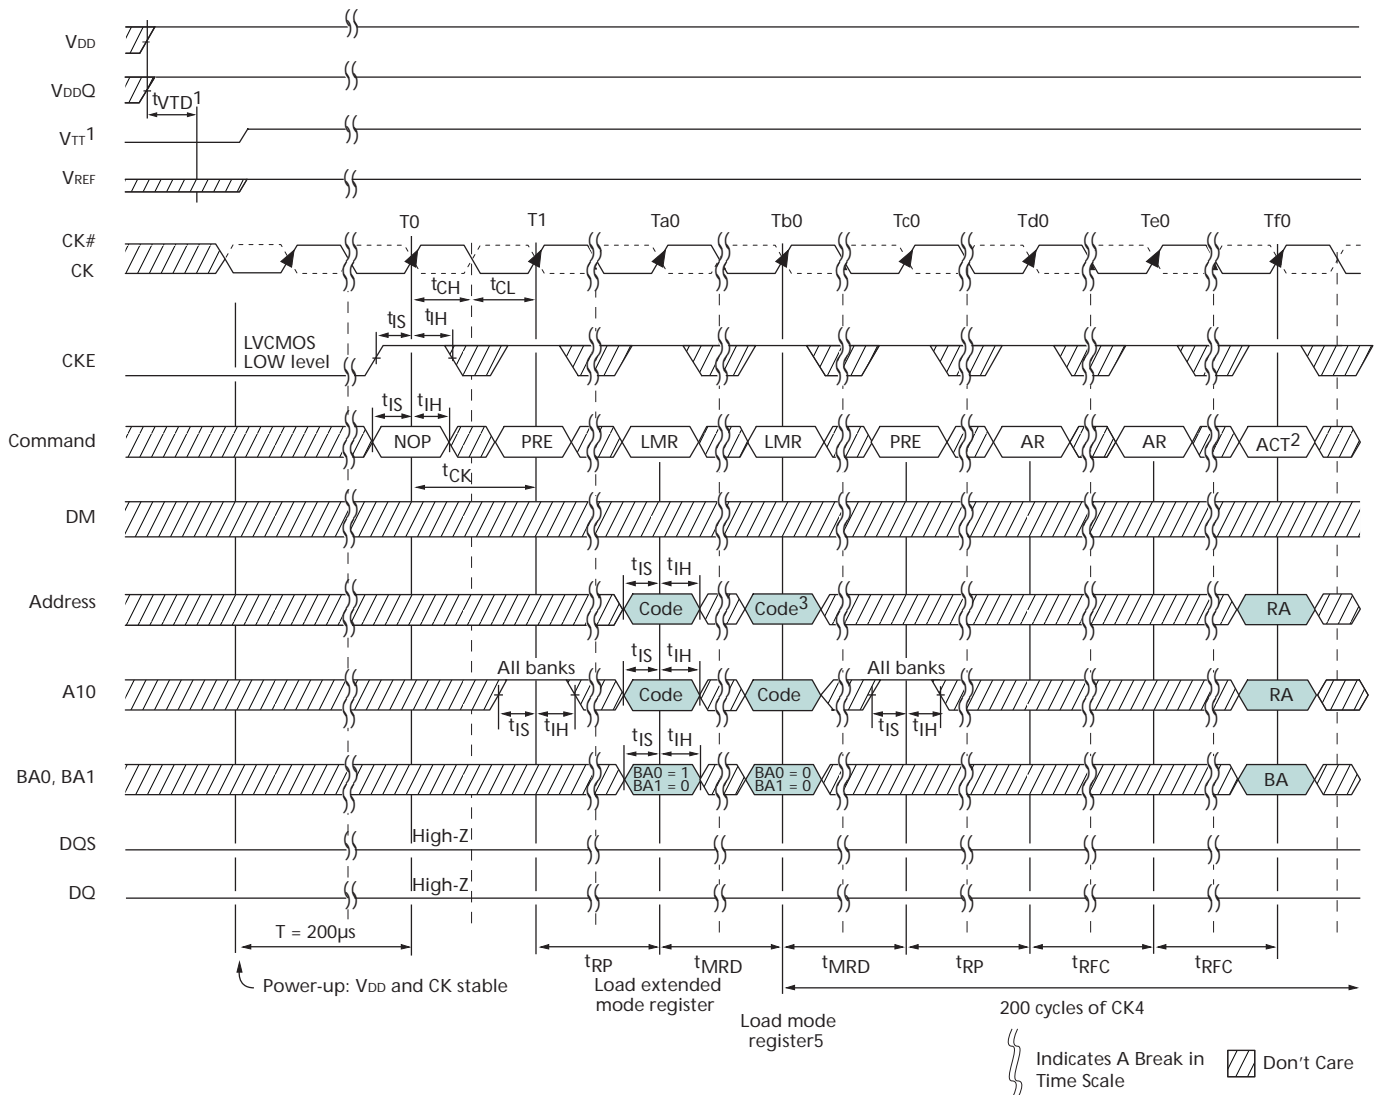 VDD
VDDQ
tVTD1
VTT1
VREF
T0 T1 Ta0 Tb0 Tc0 Td0 Te0 Tf0
CK#
CK
tCH tCL
tIS tIH
LVCMOS
LOW level
CKE
tIS tIH
Command NOP PRE LMR LMR PRE AR AR ACT2
tCK
DM
tIS tIH
Address Code Code3 RA
tIS tIH
All banks All banks
A10 Code Code RA
tIS tIH tIS tIH
tIS tIH
BA0, BA1 BA0 = 1 BA0 = 0 BA
BA1 = 0 BA1 = 0
DQS High-Z
DQ High-Z
T = 200µs
tRP tMRD tMRD tRP tRFC tRFC
Power-up: VDD and CK stable
Load extended
mode register
200 cycles of CK4
Load mode
register5
Indicates A Break in
Time Scale
Don't Care